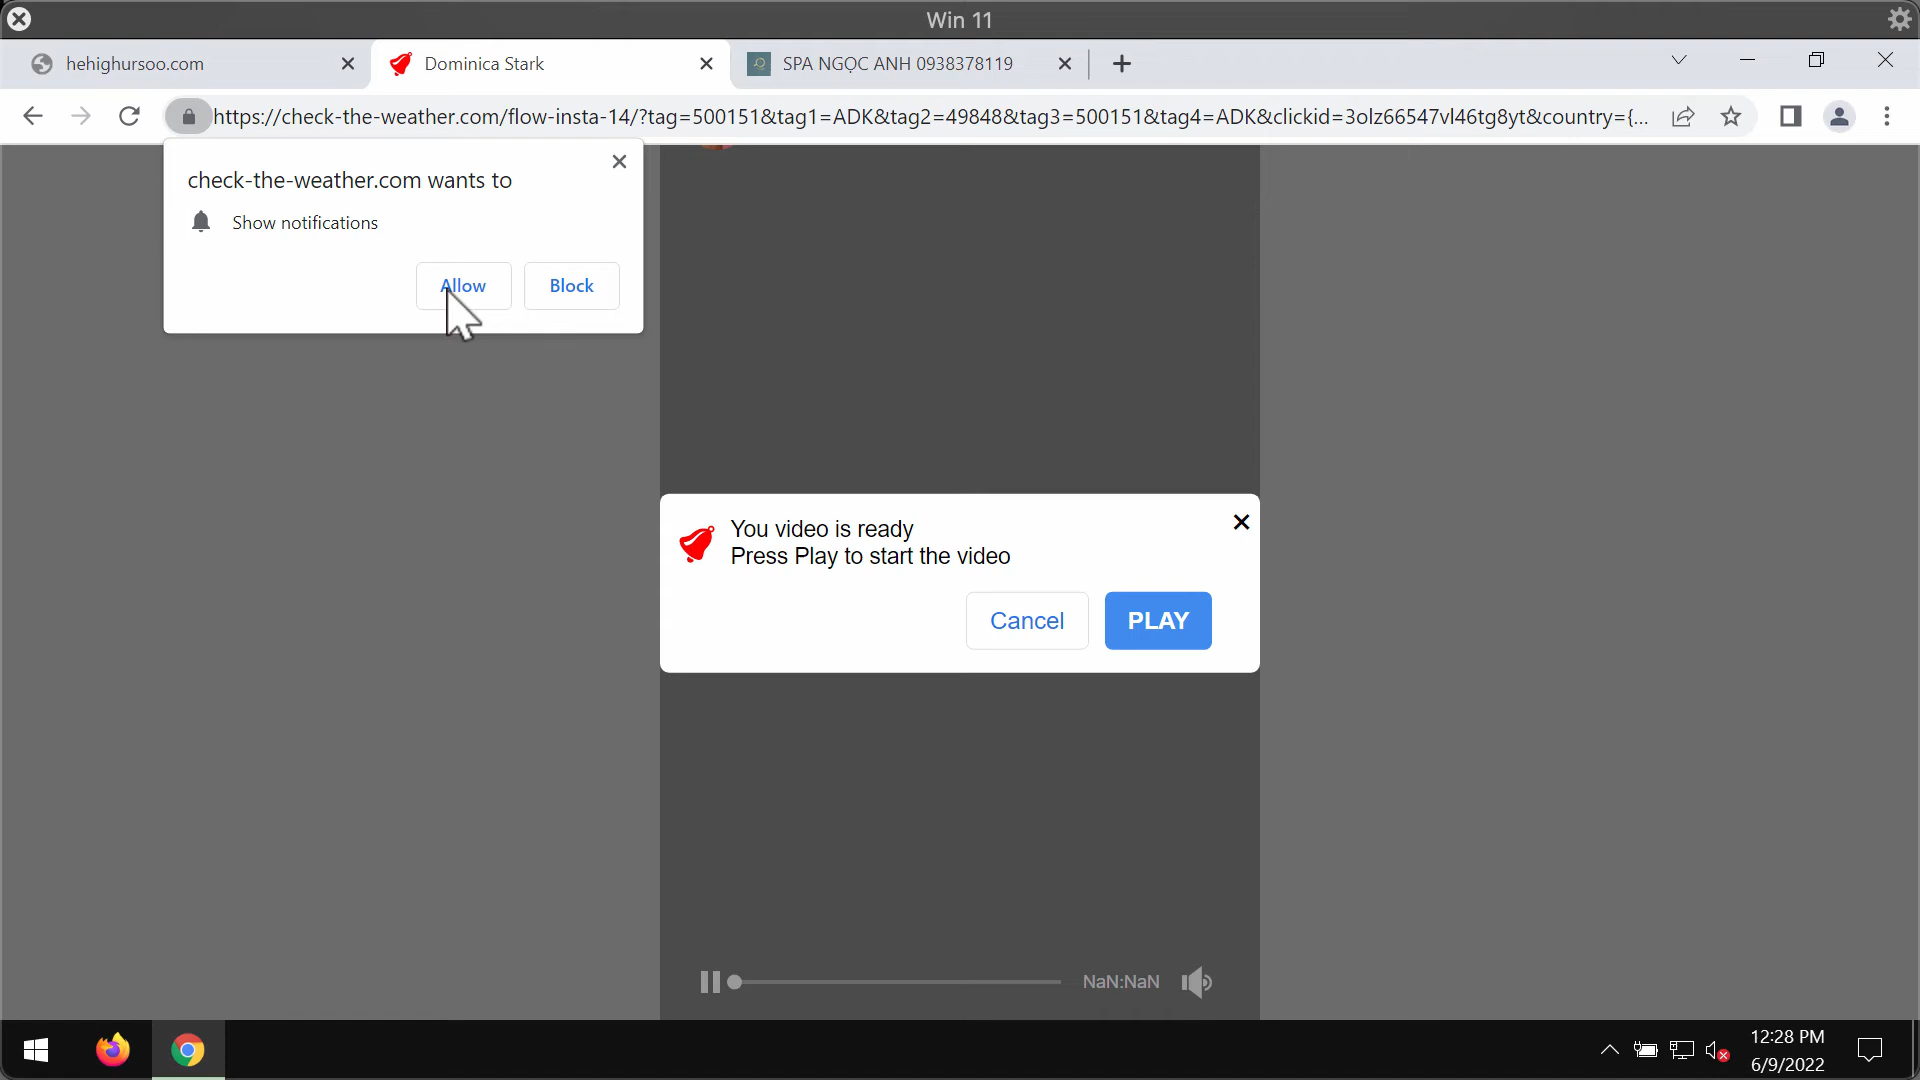 Win 11
hehighursoo.com
Dominica Stark
SPA NGỌC ANH 0938378119
https://check-the-weather.com/flow-insta-14/?tag=500151&tag1=ADK&tag2=49848&tag3=500151&tag4=ADK&clickid=3olz66547vl46tg8yt&country={...
check-the-weather.com wants to
Show notifications
Allow Block
You video is ready
Press Play to start the video
Cancel PLAY
NaN:NaN
12:28 PM
6/9/2022